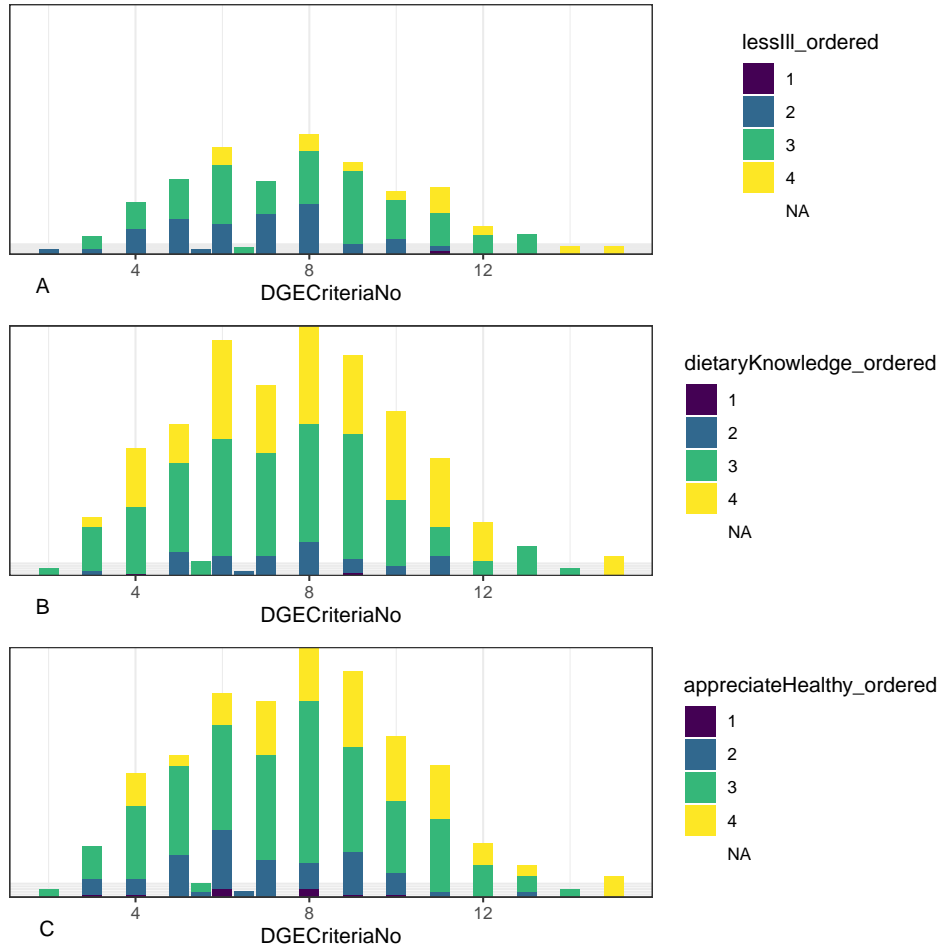 lessIll_ordered
1
2
3
4
NA
4 8 12
DGECriteriaNo
A
dietaryKnowledge_ordered
1
2
3
4
NA
4 8 12
DGECriteriaNo
B
appreciateHealthy_ordered
1
2
3
4
NA
4 8 12
DGECriteriaNo
C